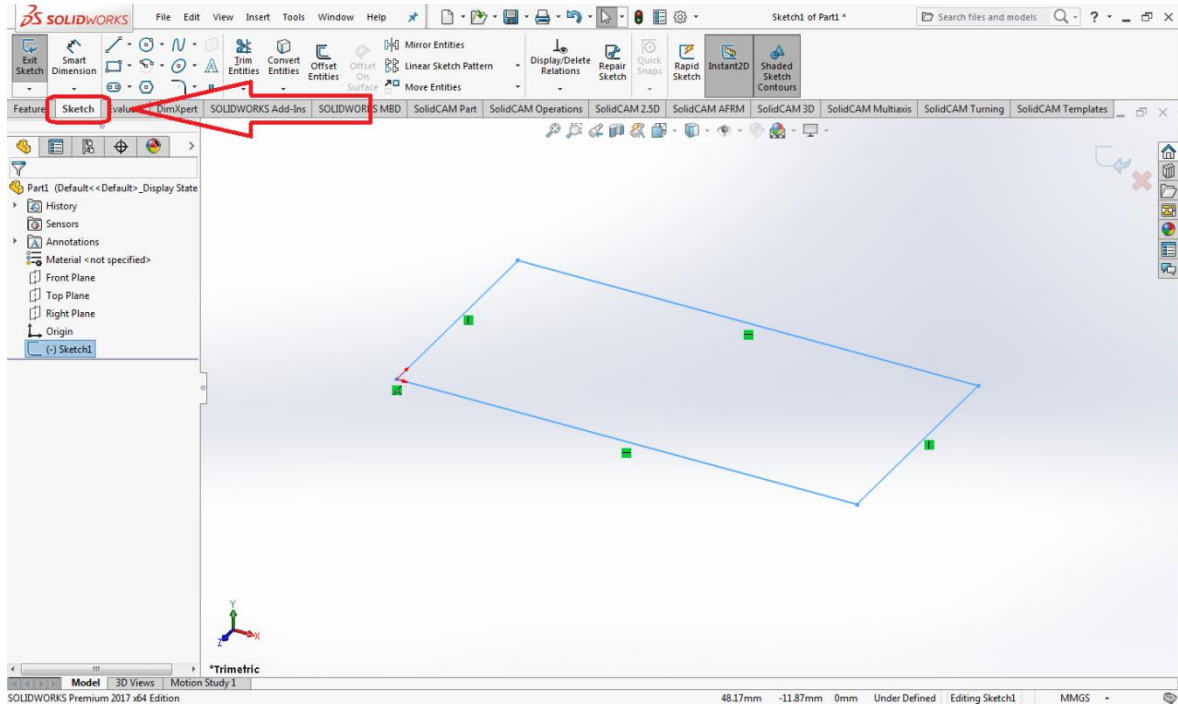 SOLIDWORKS File Edit View Insert Tools Window Help Sketch1 of Part1 * Search files and models ?
Exit Sketch Smart Dimension Trim Entities Convert Entities Offset Entities Offset On Surface Mirror Entities Linear Sketch Pattern Move Entities Display/Delete Relations Repair Sketch Quick Snaps Rapid Sketch Instant2D Shaded Sketch Contours
Feature Sketch DimXpert SOLIDWORKS Add-Ins SOLIDWORKS MBD SolidCAM Part SolidCAM Operations SolidCAM 2.5D SolidCAM AFRM SolidCAM 3D SolidCAM Multiaxis SolidCAM Turning SolidCAM Templates
Part1 (Default<<Default>_Display State
History
Sensors
Annotations
Material <not specified>
Front Plane
Top Plane
Right Plane
Origin
(-) Sketch1
Y
X
Z
*Trimetric
Model 3D Views Motion Study 1
SOLIDWORKS Premium 2017 x64 Edition 48.17mm -11.87mm 0mm Under Defined Editing Sketch1 MMGS